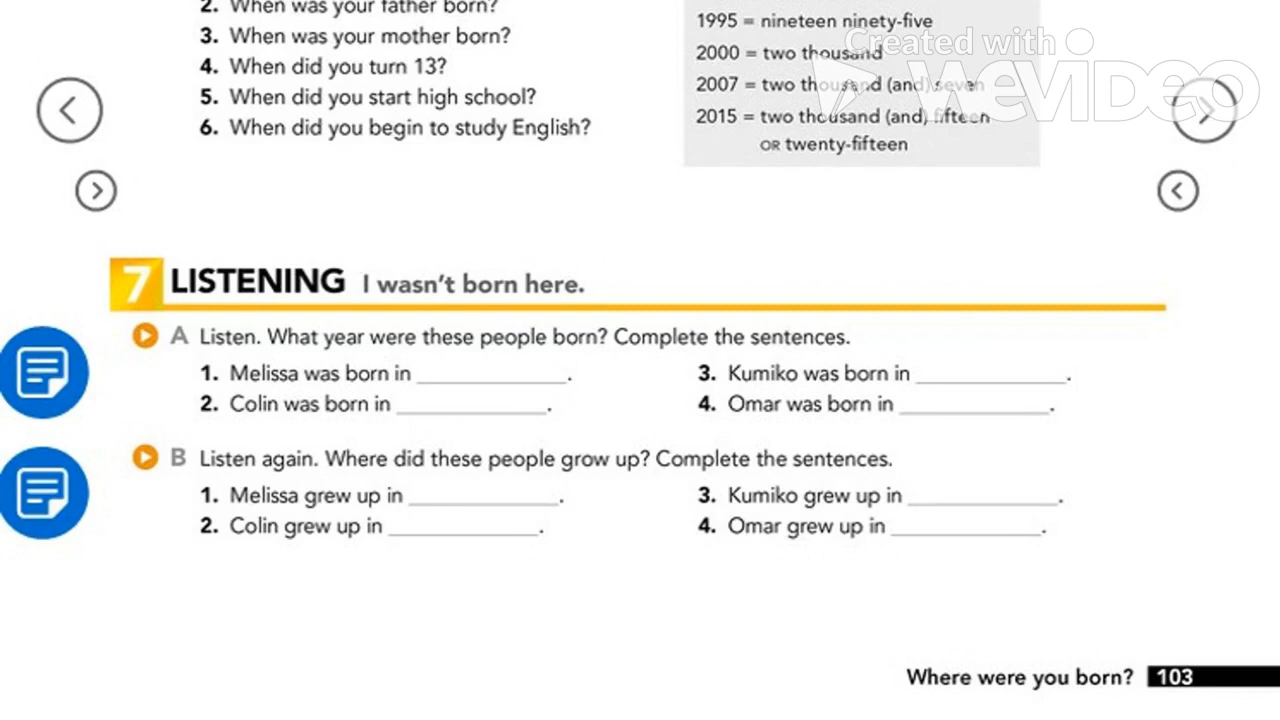 2. When was your father born?
3. When was your mother born?
4. When did you turn 13?
5. When did you start high school?
6. When did you begin to study English?
1995 = nineteen ninety-five
2000 = two thousand
2007 = two thousand (and) seven
2015 = two thousand (and) fifteen
OR twenty-fifteen
Created with
WEVIDEO
7 LISTENING I wasn't born here.
A Listen. What year were these people born? Complete the sentences.
1. Melissa was born in ____________.
2. Colin was born in ____________.
3. Kumiko was born in ____________.
4. Omar was born in ____________.
B Listen again. Where did these people grow up? Complete the sentences.
1. Melissa grew up in ____________.
2. Colin grew up in ____________.
3. Kumiko grew up in ____________.
4. Omar grew up in ____________.
Where were you born? 103